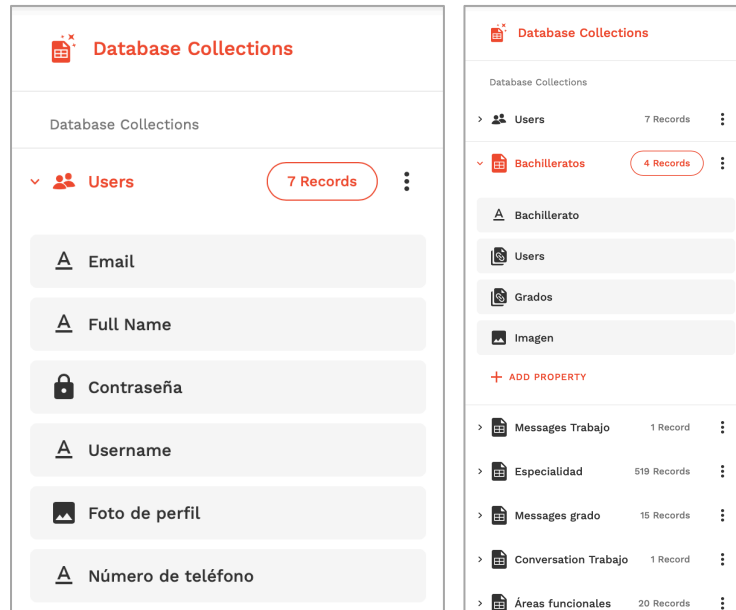 Database Collections
Database Collections
Users 7 Records
Email
Full Name
Contraseña
Username
Foto de perfil
Número de teléfono
Database Collections
Database Collections
Users 7 Records
Bachilleratos 4 Records
Bachillerato
Users
Grados
Imagen
+ ADD PROPERTY
Messages Trabajo 1 Record
Especialidad 519 Records
Messages grado 15 Records
Conversation Trabajo 1 Record
Áreas funcionales 20 Records